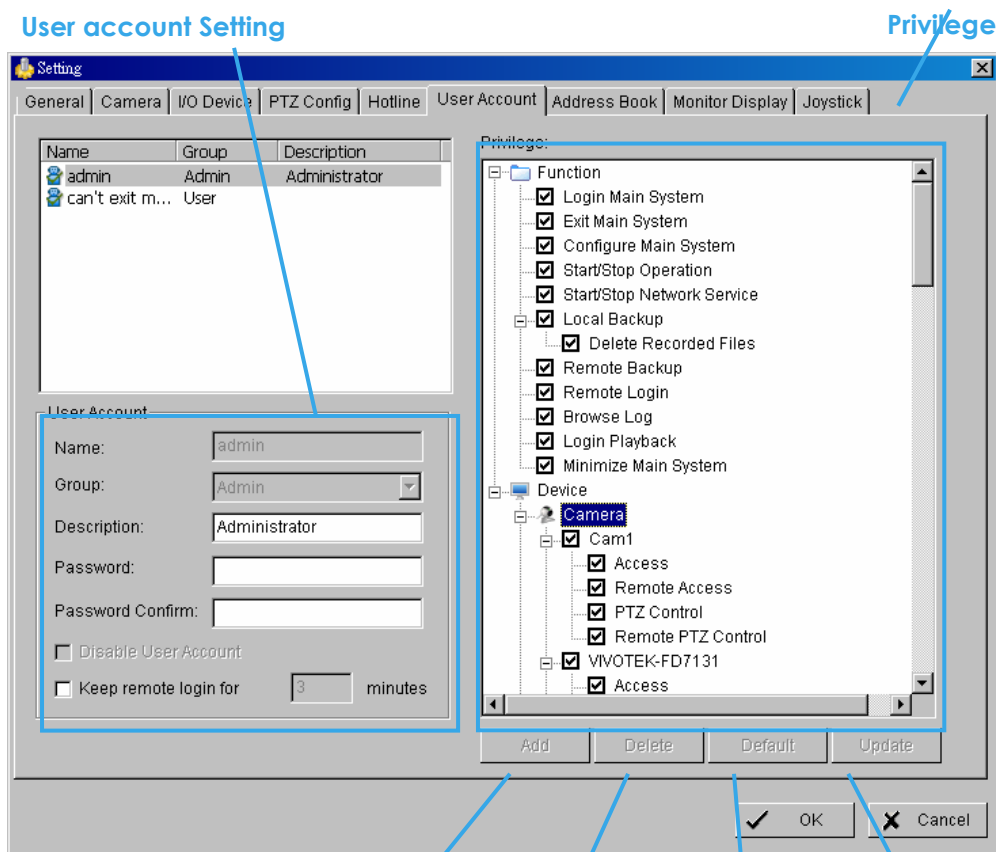 User account Setting
Privilege
Setting
General Camera I/O Device PTZ Config Hotline User Account Address Book Monitor Display Joystick
Name Group Description
admin Admin Administrator
can't exit m... User
Privilege:
Function
Login Main System
Exit Main System
Configure Main System
Start/Stop Operation
Start/Stop Network Service
Local Backup
Delete Recorded Files
Remote Backup
Remote Login
Browse Log
Login Playback
Minimize Main System
Device
Camera
Cam1
Access
Remote Access
PTZ Control
Remote PTZ Control
VIVOTEK-FD7131
Access
User Account
Name: admin
Group: Admin
Description: Administrator
Password:
Password Confirm:
Disable User Account
Keep remote login for 3 minutes
Add Delete Default Update
OK Cancel